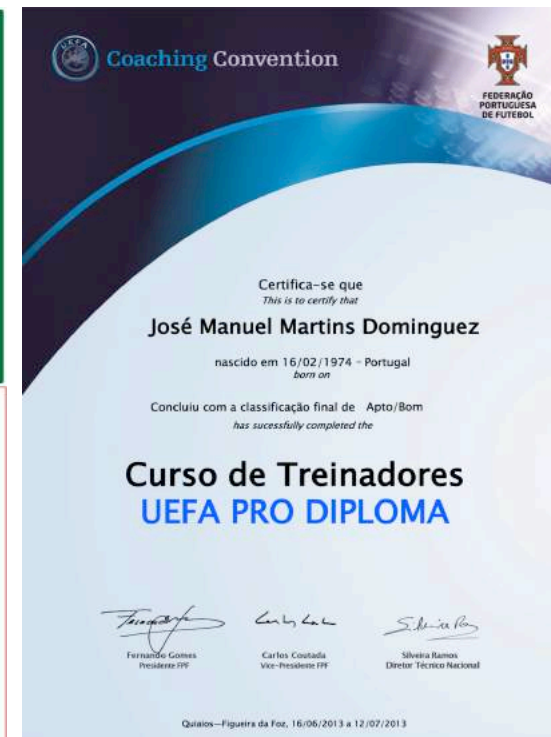 UEFA
Coaching Convention
FEDERAÇÃO
PORTUGUESA
DE FUTEBOL
Certifica-se que
This is to certify that
José Manuel Martins Dominguez
nascido em 16/02/1974 - Portugal
born on
Concluiu com a classificação final de Apto/Bom
has sucessfully completed the
Curso de Treinadores
UEFA PRO DIPLOMA
Fernando Gomes
Presidente FPF
Carlos Coutada
Vice-Presidente FPF
Silveira Ramos
Diretor Técnico Nacional
Quiaios—Figueira da Foz, 16/06/2013 a 12/07/2013